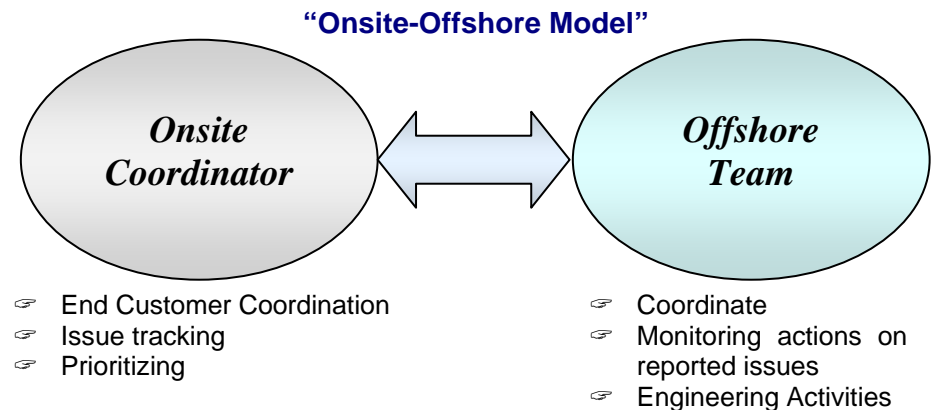 “Onsite-Offshore Model”
Onsite
Coordinator
Offshore
Team
End Customer Coordination
Issue tracking
Prioritizing
Coordinate
Monitoring actions on
reported issues
Engineering Activities